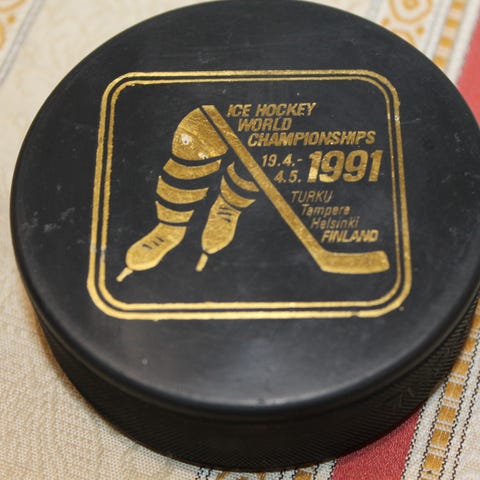 ICE HOCKEY
WORLD
CHAMPIONSHIPS
19.4.-
4.5. 1991
TURKU
Tampere
Helsinki
FINLAND